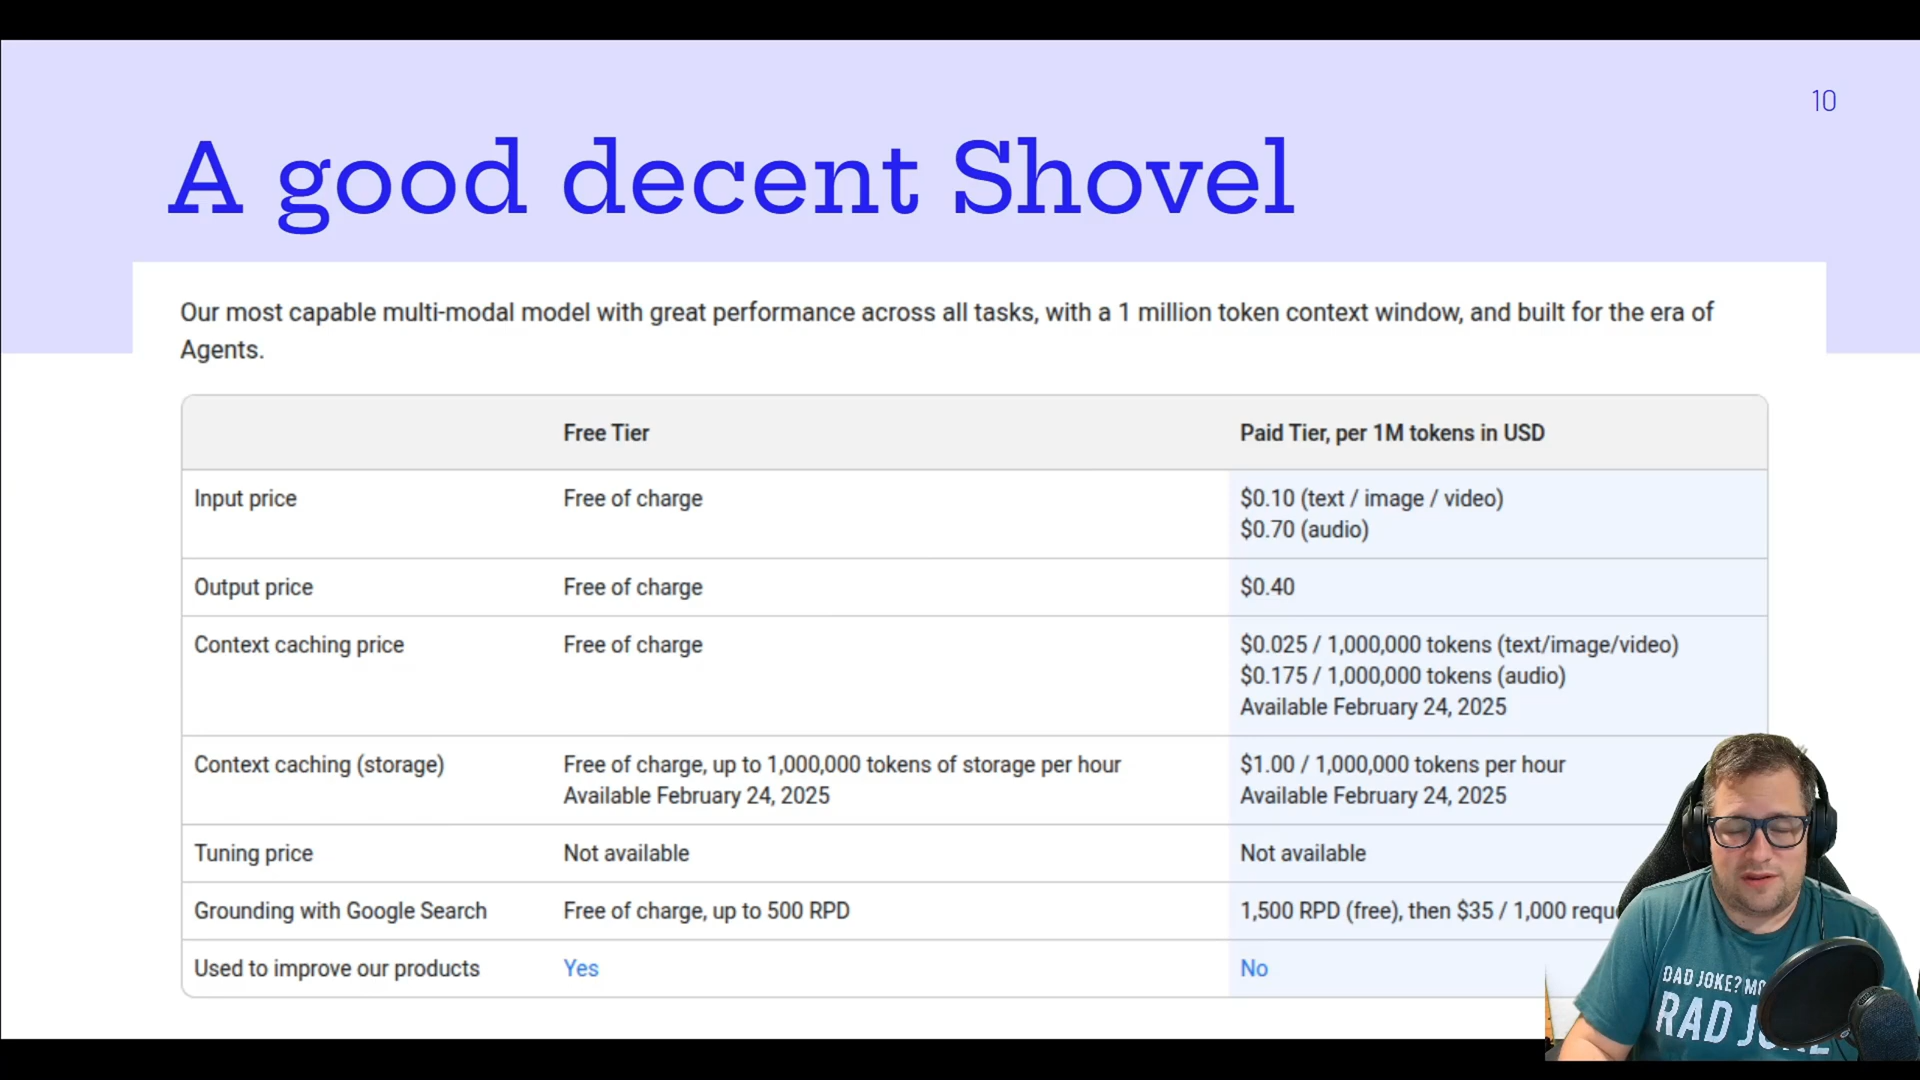 10
A good decent Shovel
Our most capable multi-modal model with great performance across all tasks, with a 1 million token context window, and built for the era of
Agents.
Free Tier Paid Tier, per 1M tokens in USD
Input price Free of charge $0.10 (text / image / video)
$0.70 (audio)
Output price Free of charge $0.40
Context caching price Free of charge $0.025 / 1,000,000 tokens (text/image/video)
$0.175 / 1,000,000 tokens (audio)
Available February 24, 2025
Context caching (storage) Free of charge, up to 1,000,000 tokens of storage per hour $1.00 / 1,000,000 tokens per hour
Available February 24, 2025 Available February 24, 2025
Tuning price Not available Not available
Grounding with Google Search Free of charge, up to 500 RPD 1,500 RPD (free), then $35 / 1,000
Used to improve our products Yes No
DAD JOKE?
RAD